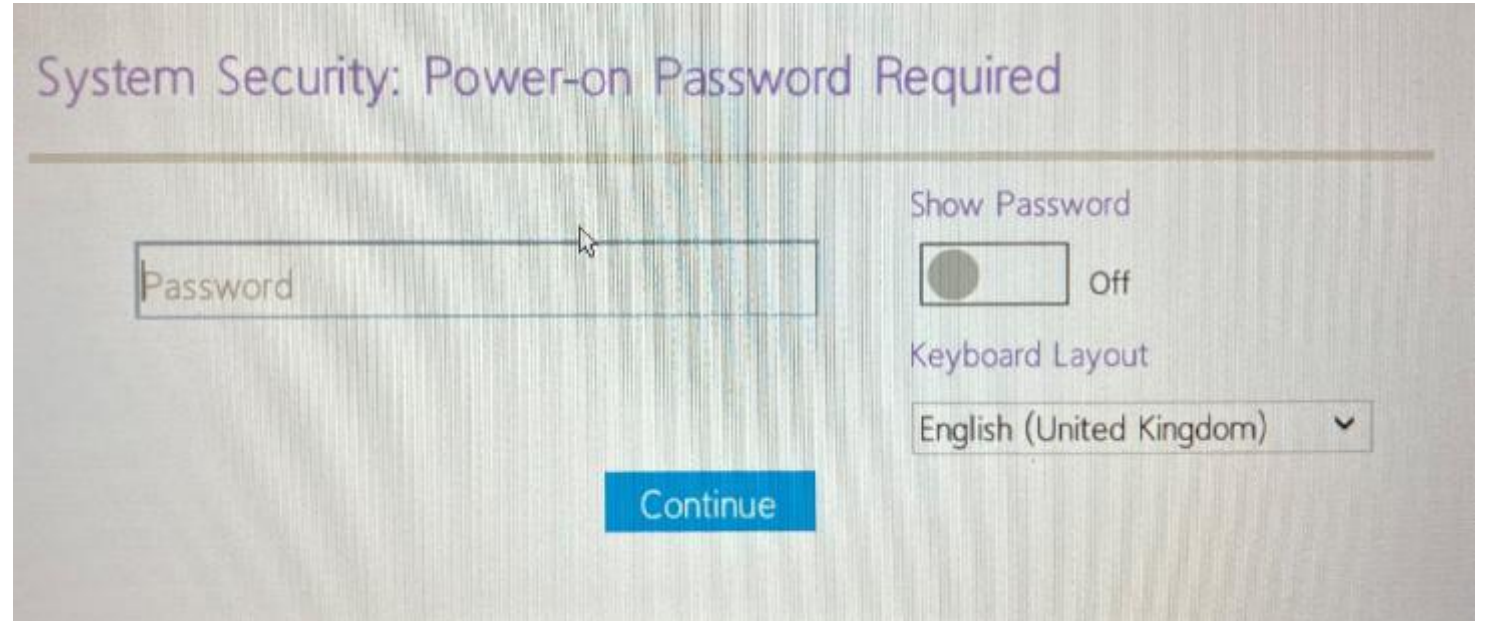 System Security: Power-on Password Required
Show Password
Password
Off
Keyboard Layout
English (United Kingdom)
Continue